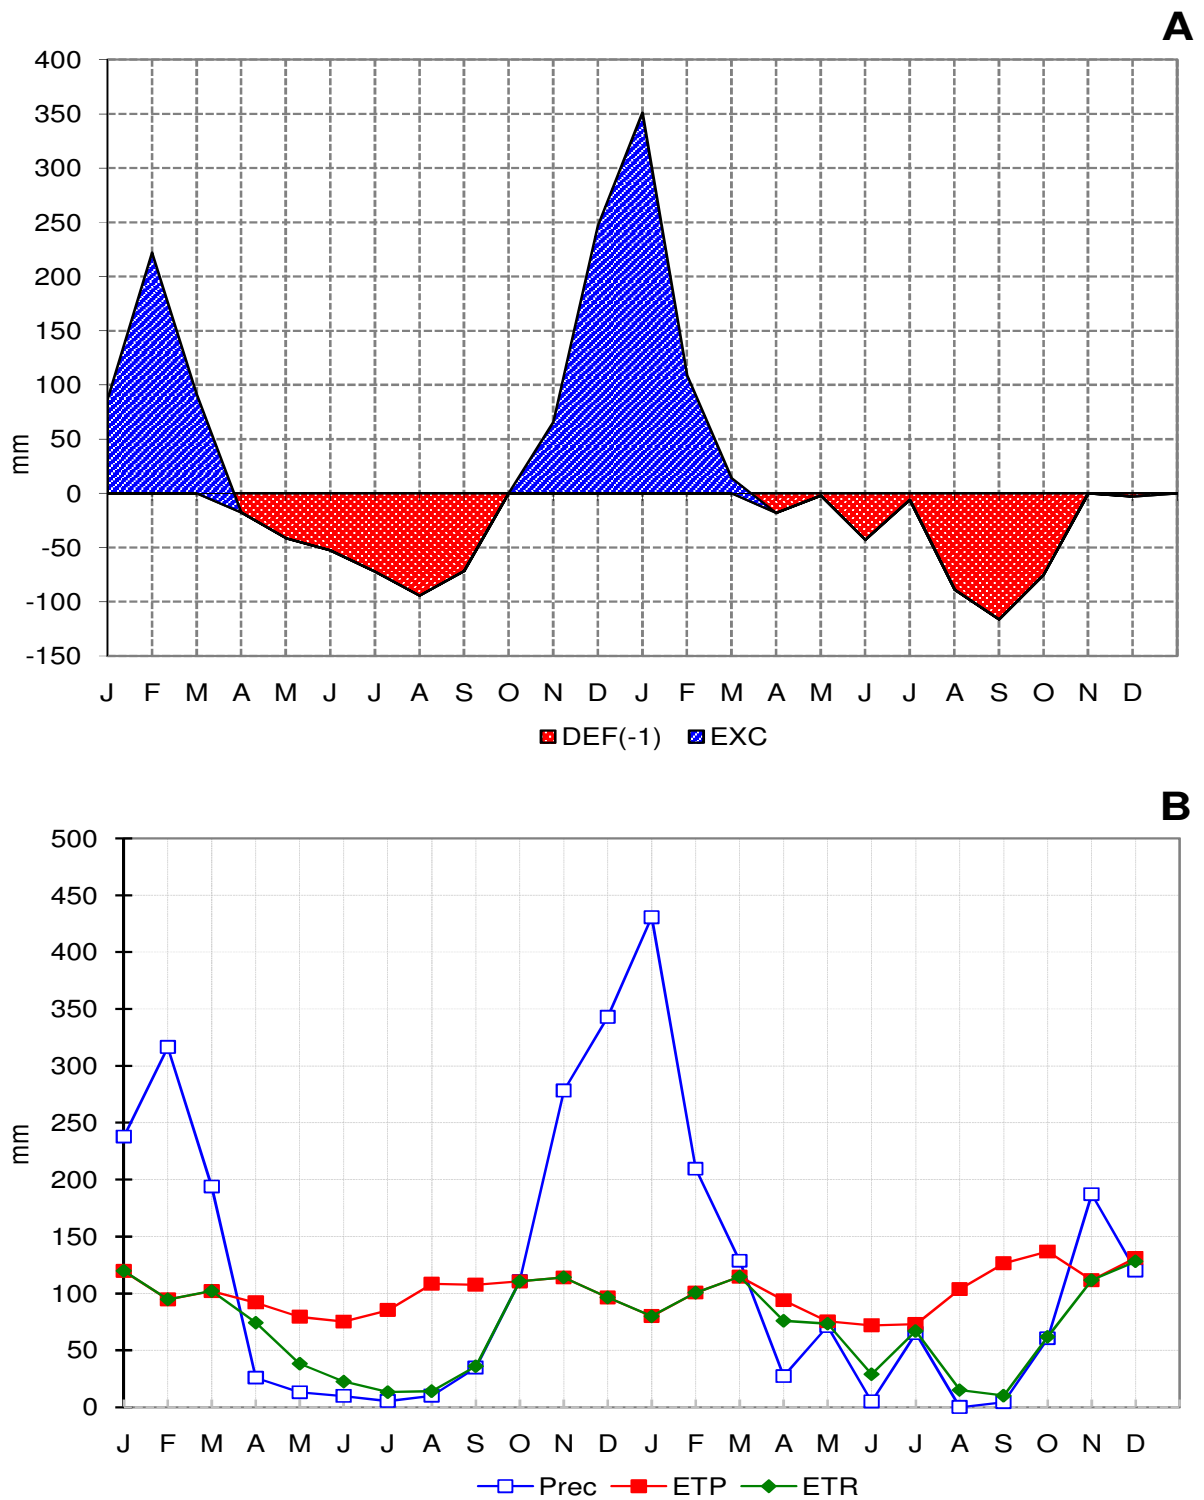 A
400
350
300
250
200
150
100
50
0
-50
-100
-150
mm
J F M A M J J A S O N D J F M A M J J A S O N D
DEF(-1) EXC
B
500
450
400
350
300
250
200
150
100
50
0
mm
J F M A M J J A S O N D J F M A M J J A S O N D
Prec ETP ETR